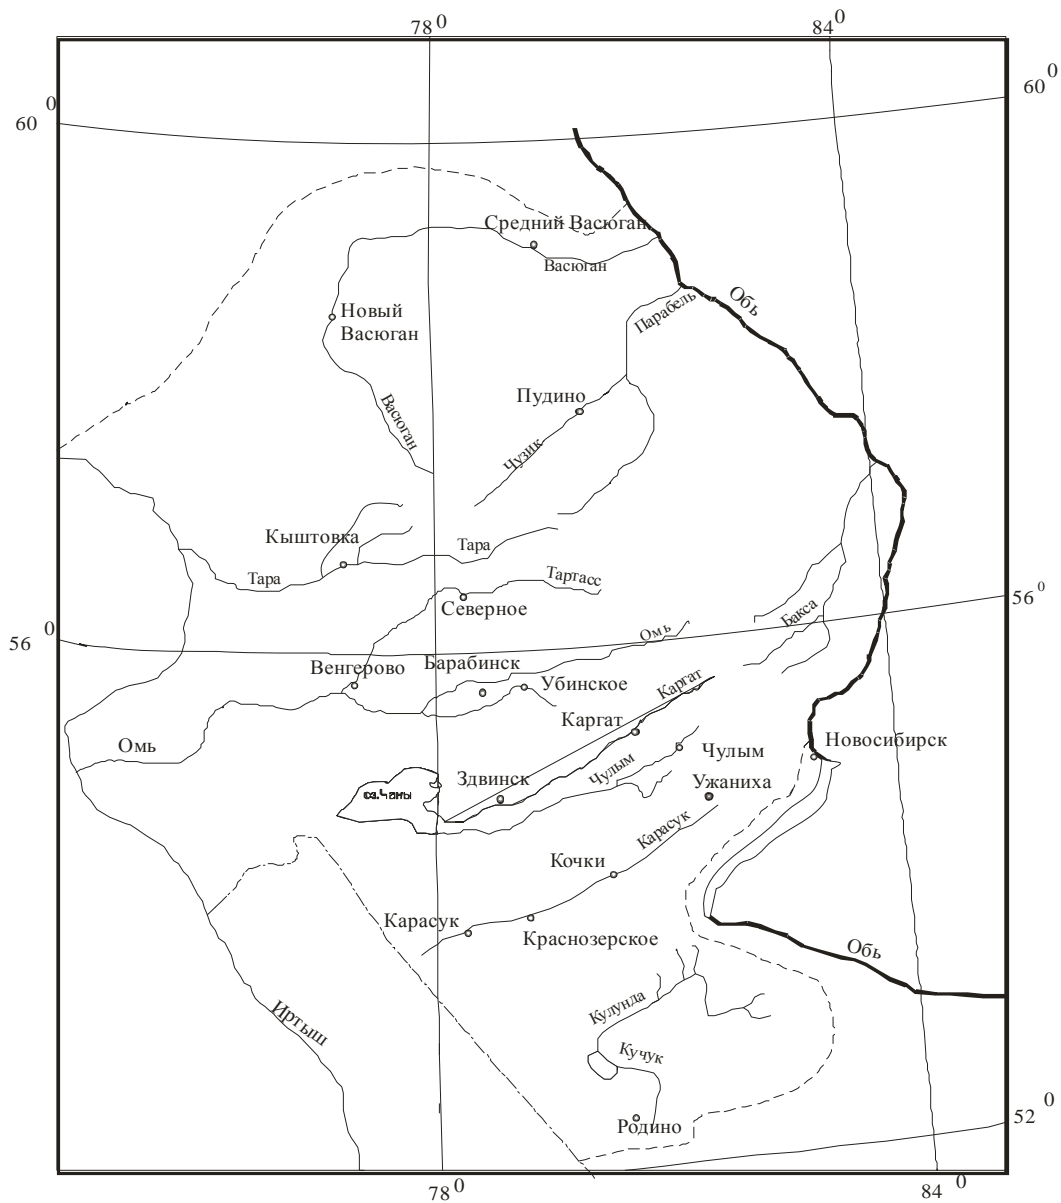 78⁰
84⁰
60⁰
60⁰
Средний Васюган
Васюган
Обь
Новый
Васюган
Парабель
Васюган
Пудино
Чузик
Кыштовка
Тара
Тара
Тартасс
Северное
56⁰
56⁰
Бакса
Омь
Венгерово
Барабинск
Убинское
Каргат
Каргат
Омь
Чулым
Новосибирск
Здвинск
Чулым
Ужаниха
оз.Чаны
Карасук
Кочки
Карасук
Краснозерское
Обь
Иртыш
Кулунда
Кучук
Родино
52⁰
78⁰
84⁰